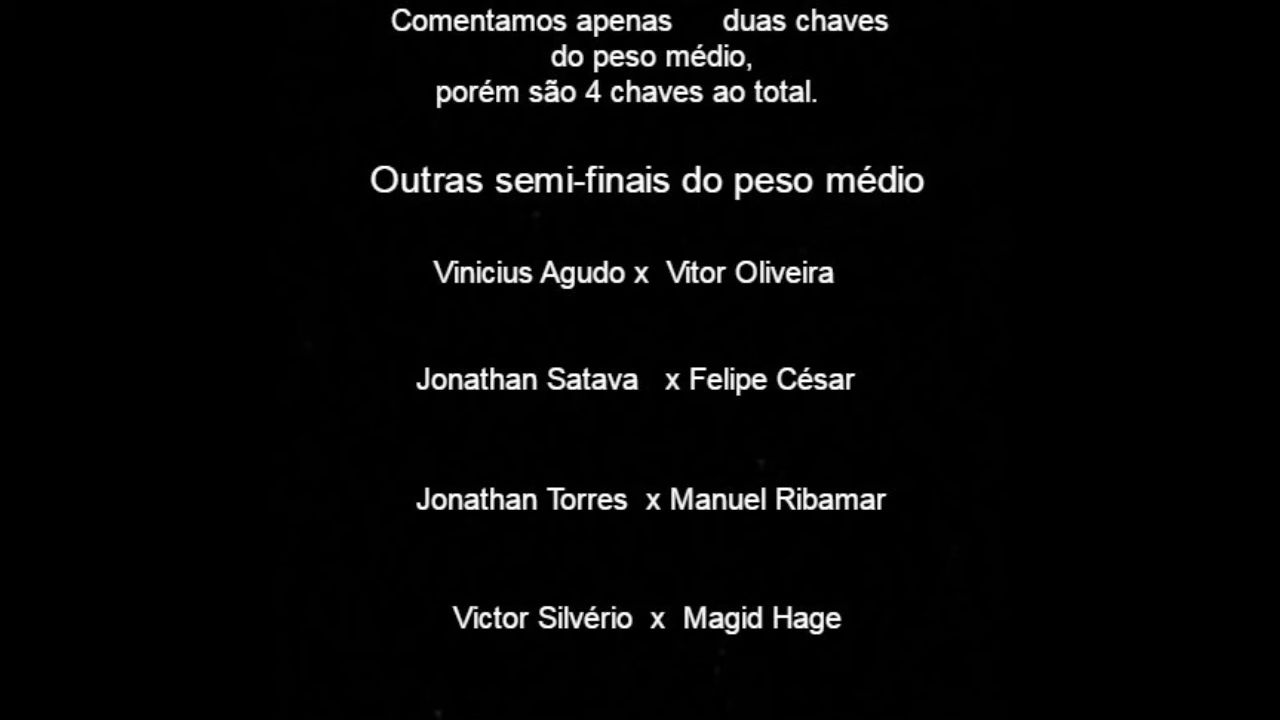 Comentamos apenas duas chaves
do peso médio,
porém são 4 chaves ao total.
Outras semi-finais do peso médio
Vinicius Agudo x Vitor Oliveira
Jonathan Satava x Felipe César
Jonathan Torres x Manuel Ribamar
Victor Silvério x Magid Hage